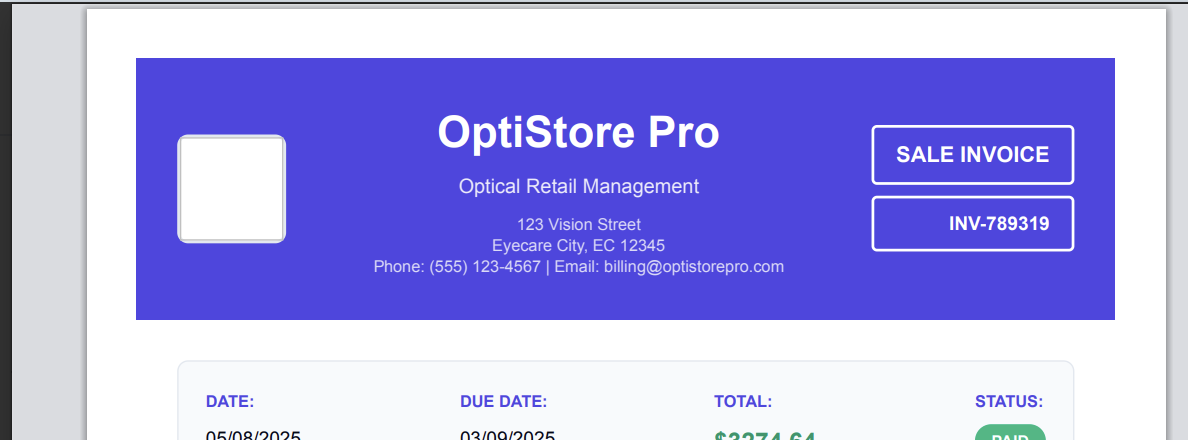 OptiStore Pro
Optical Retail Management
123 Vision Street
Eyecare City, EC 12345
Phone: (555) 123-4567 | Email: billing@optistorepro.com
SALE INVOICE
INV-789319
DATE: DUE DATE: TOTAL: STATUS:
05/08/2025 03/09/2025 $3274.64 PAID